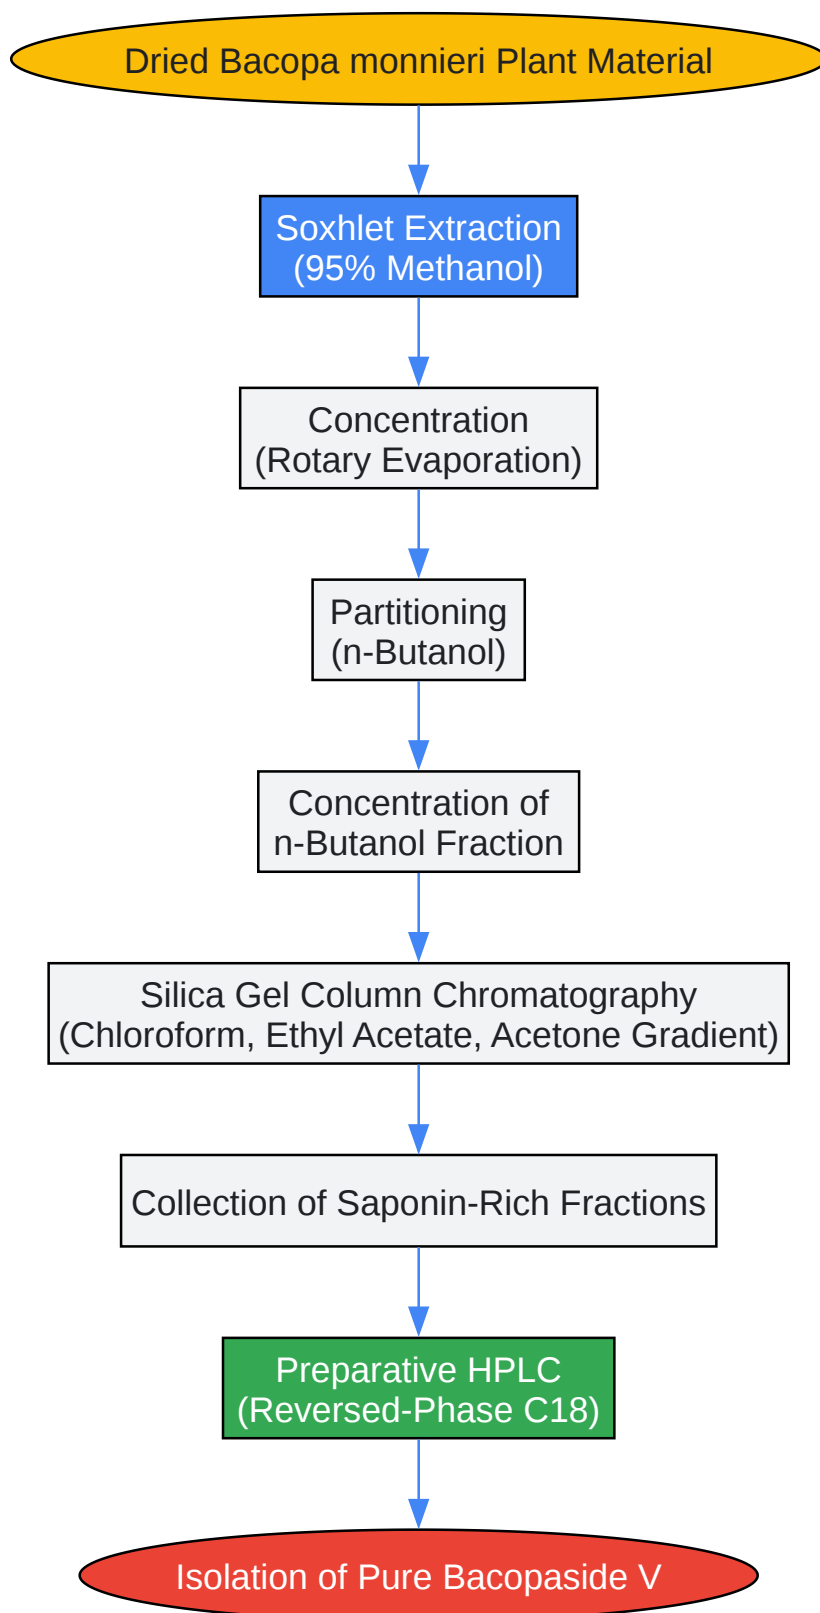 Dried Bacopa monnieri Plant Material
Soxhlet Extraction
(95% Methanol)
Concentration
(Rotary Evaporation)
Partitioning
(n-Butanol)
Concentration of
n-Butanol Fraction
Silica Gel Column Chromatography
(Chloroform, Ethyl Acetate, Acetone Gradient)
Collection of Saponin-Rich Fractions
Preparative HPLC
(Reversed-Phase C18)
Isolation of Pure Bacopaside V